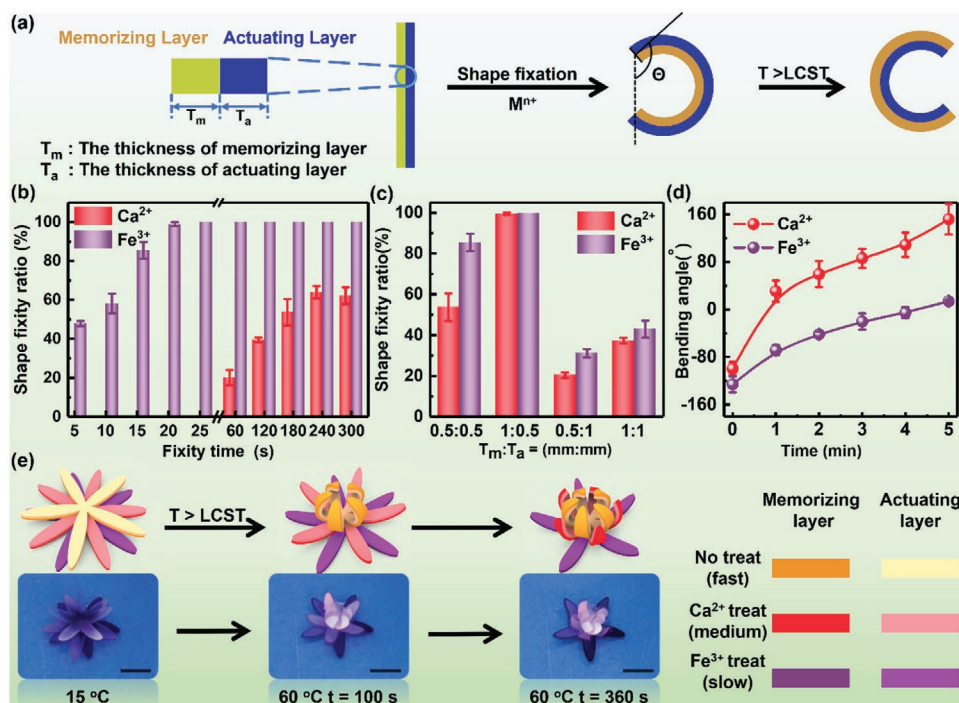 (a)
Memorizing Layer Actuating Layer
Tm Ta
Shape fixation
Mn+
Θ
T >LCST
Tm : The thickness of memorizing layer
Ta : The thickness of actuating layer
(b)
Shape fixity ratio(%)
100
80
60
40
20
0
Ca2+
Fe3+
5 10 15 20 25 60 120 180 240 300
Fixity time (s)
(c)
Shape fixity ratio(%)
100
80
60
40
20
0
Ca2+
Fe3+
0.5:0.5 1:0.5 0.5:1 1:1
Tm:Ta = (mm:mm)
(d)
Bending angle(°)
160
80
0
-80
-160
Ca2+
Fe3+
0 1 2 3 4 5
Time (min)
(e)
T > LCST
15 oC
60 oC t = 100 s
60 oC t = 360 s
Memorizing layer
Actuating layer
No treat
(fast)
Ca2+ treat
(medium)
Fe3+ treat
(slow)